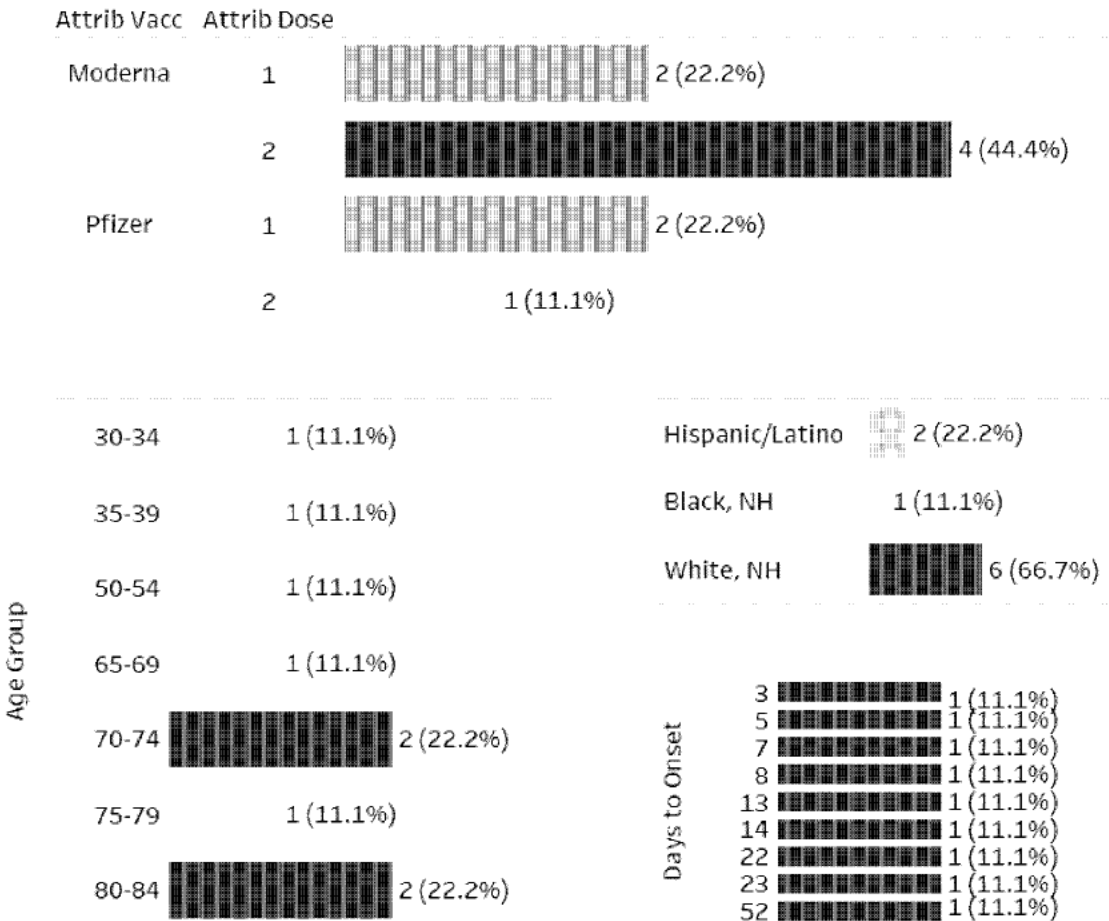 Attrib Vacc Attrib Dose
Moderna 1 2 (22.2%)
2 4 (44.4%)
Pfizer 1 2 (22.2%)
2 1 (11.1%)
Age Group
30-34 1 (11.1%)
35-39 1 (11.1%)
50-54 1 (11.1%)
65-69 1 (11.1%)
70-74 2 (22.2%)
75-79 1 (11.1%)
80-84 2 (22.2%)
Hispanic/Latino 2 (22.2%)
Black, NH 1 (11.1%)
White, NH 6 (66.7%)
Days to Onset
3 1 (11.1%)
5 1 (11.1%)
7 1 (11.1%)
8 1 (11.1%)
13 1 (11.1%)
14 1 (11.1%)
22 1 (11.1%)
23 1 (11.1%)
52 1 (11.1%)